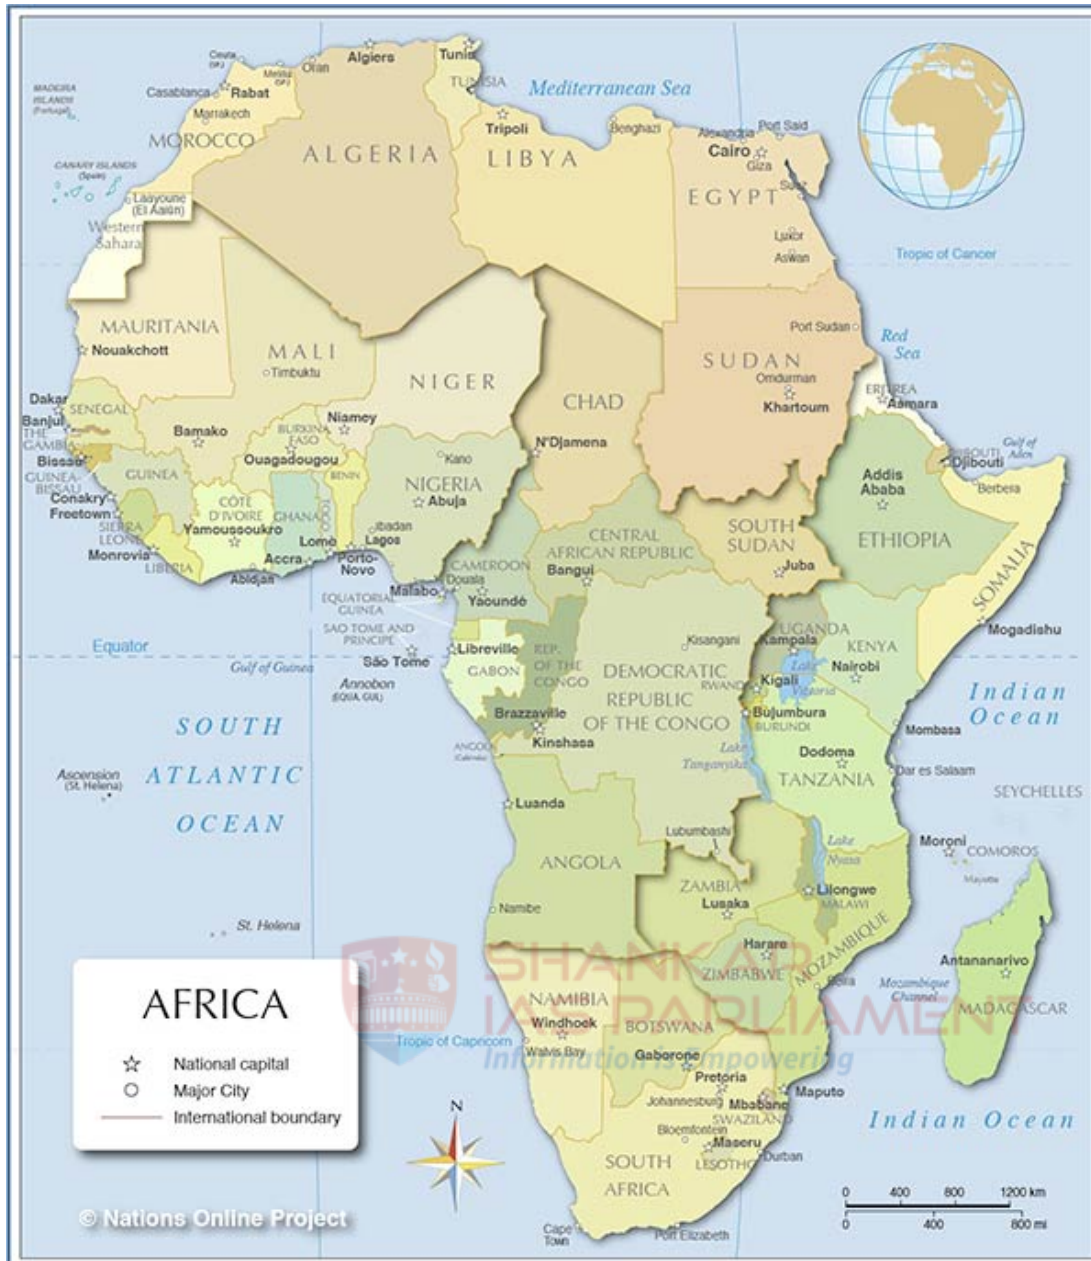 Ceuta
(SP.)
Melilla
(SP.)
Oran
Algiers
Tunis
TUNISIA
MADEIRA
ISLANDS
(Portugal)
Casablanca
Rabat
Marrakech
MOROCCO
ALGERIA
Tripoli
LIBYA
Benghazi
Mediterranean Sea
Alexandria
Port Said
Cairo
Giza
Suez
EGYPT
Luxor
Aswan
CANARY ISLANDS
(Spain)
Laayoune
(El Aaiún)
Western
Sahara
Tropic of Cancer
MAURITANIA
Nouakchott
MALI
Timbuktu
NIGER
CHAD
SUDAN
Port Sudan
Omdurman
Khartoum
Red
Sea
ERITREA
Asmara
Dakar
SENEGAL
Banjul
THE
GAMBIA
Bissau
GUINEA-
BISSAU
Bamako
BURKINA
FASO
Ouagadougou
Niamey
Kano
N'Djamena
NIGERIA
Abuja
BENIN
GUINEA
Conakry
Freetown
SIERRA
LEONE
Monrovia
LIBERIA
CÔTE
D'IVOIRE
Yamoussoukro
Abidjan
GHANA
Accra
TOGO
Lomé
Ibadan
Lagos
Porto-
Novo
Gulf of
Aden
DJIBOUTI
Djibouti
Berbera
Addis
Ababa
ETHIOPIA
SOMALIA
Mogadishu
SOUTH
SUDAN
Juba
CENTRAL
AFRICAN REPUBLIC
Bangui
CAMEROON
Douala
Malabo
Yaoundé
EQUATORIAL
GUINEA
SAO TOME AND
PRINCIPE
São Tome
Libreville
GABON
REP.
OF THE
CONGO
Equator
Gulf of Guinea
Annobon
(EQUA. GUI.)
Kisangani
DEMOCRATIC
REPUBLIC
OF THE CONGO
UGANDA
Kampala
KENYA
Nairobi
Lake
Victoria
RWANDA
Kigali
Bujumbura
BURUNDI
Mombasa
Indian
Ocean
Brazzaville
Kinshasa
ANGOLA
(Cabinda)
Lake
Tanganyika
Dodoma
TANZANIA
Dar es Salaam
SEYCHELLES
SOUTH
ATLANTIC
OCEAN
Ascension
(St. Helena)
Luanda
ANGOLA
Namibe
Lubumbashi
Lake
Nyasa
Moroni
COMOROS
Mayotte
ZAMBIA
Lusaka
Lilongwe
MALAWI
MOZAMBIQUE
St. Helena
Harare
ZIMBABWE
Beira
Mozambique
Channel
Antananarivo
MADAGASCAR
SHANKAR
IAS PARLIAMENT
Information is Empowering
NAMIBIA
Windhoek
Walvis Bay
Tropic of Capricorn
BOTSWANA
Gaborone
Pretoria
Johannesburg
Mbabane
SWAZILAND
Maputo
Bloemfontein
Maseru
LESOTHO
Durban
SOUTH
AFRICA
Cape
Town
Port Elizabeth
Indian Ocean
AFRICA
National capital
Major City
International boundary
N
0 400 800 1200 km
0 400 800 mi
© Nations Online Project